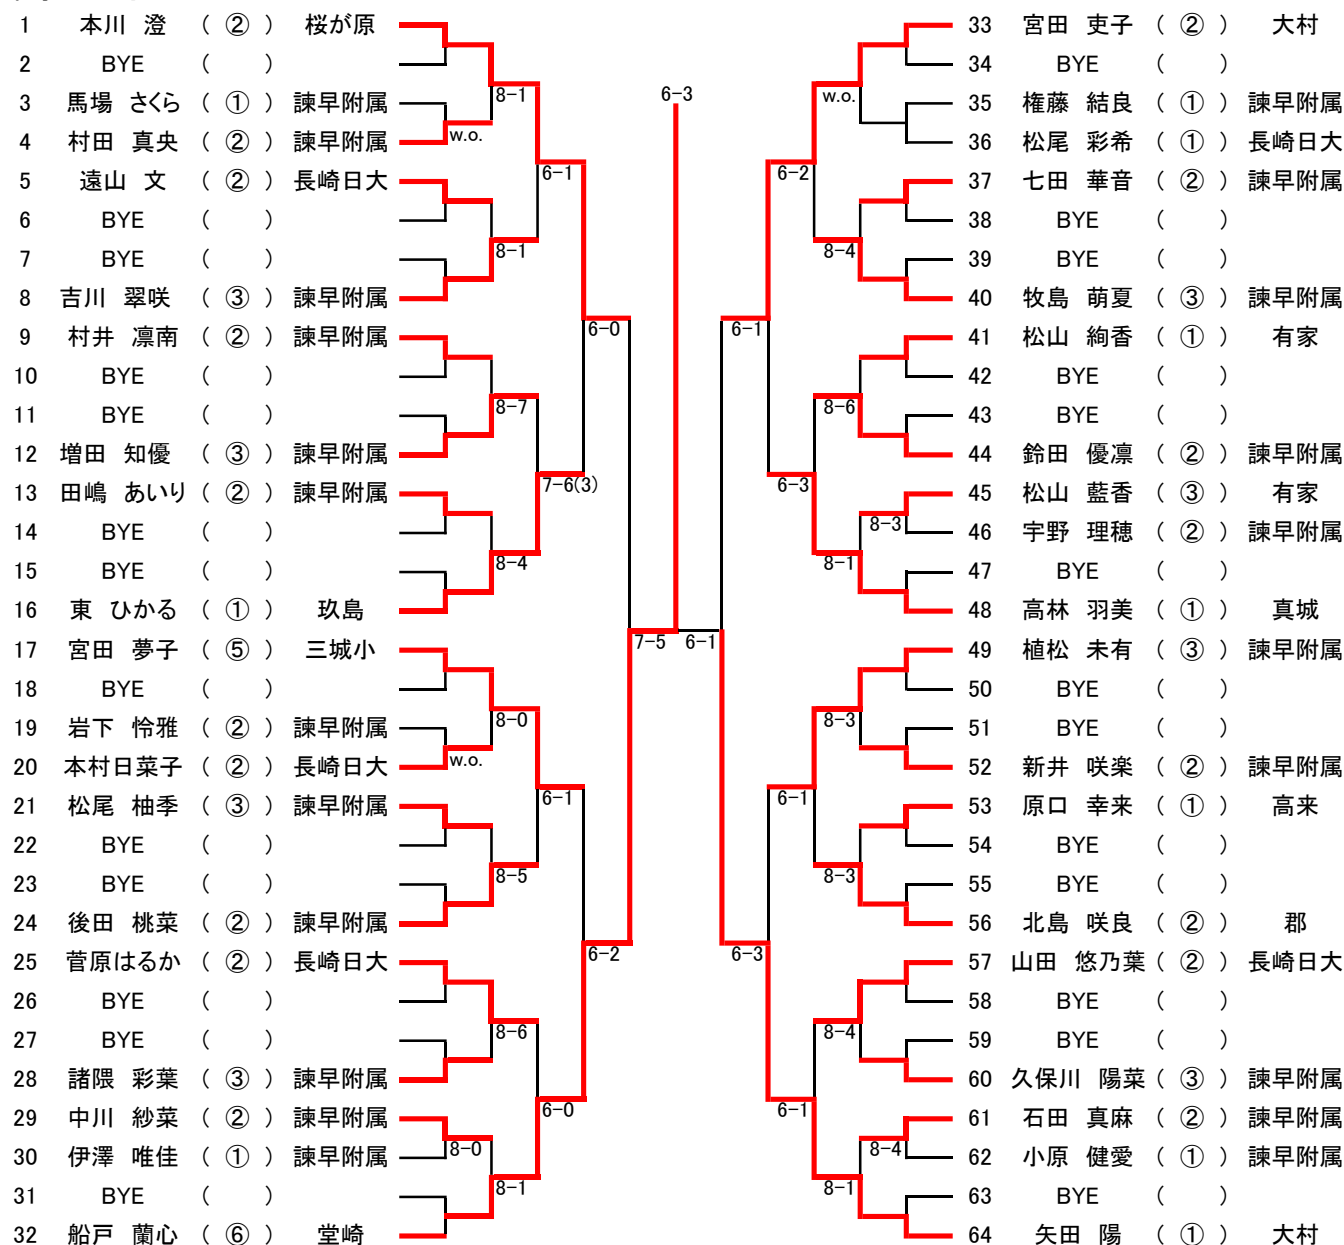 1 本川 澄 ( ② ) 桜が原
2 BYE ( )
3 馬場 さくら ( ① ) 諫早附属
4 村田 真央 ( ② ) 諫早附属
5 遠山 文 ( ② ) 長崎日大
6 BYE ( )
7 BYE ( )
8 吉川 翠咲 ( ③ ) 諫早附属
9 村井 凛南 ( ② ) 諫早附属
10 BYE ( )
11 BYE ( )
12 増田 知優 ( ③ ) 諫早附属
13 田嶋 あいり ( ② ) 諫早附属
14 BYE ( )
15 BYE ( )
16 東 ひかる ( ① ) 玖島
17 宮田 夢子 ( ⑤ ) 三城小
18 BYE ( )
19 岩下 怜雅 ( ② ) 諫早附属
20 本村日菜子 ( ② ) 長崎日大
21 松尾 柚季 ( ③ ) 諫早附属
22 BYE ( )
23 BYE ( )
24 後田 桃菜 ( ② ) 諫早附属
25 菅原はるか ( ② ) 長崎日大
26 BYE ( )
27 BYE ( )
28 諸隈 彩葉 ( ③ ) 諫早附属
29 中川 紗菜 ( ② ) 諫早附属
30 伊澤 唯佳 ( ① ) 諫早附属
31 BYE ( )
32 船戸 蘭心 ( ⑥ ) 堂崎
w.o.
w.o.
8-0
8-1
8-1
8-7
8-4
8-0
8-5
8-6
8-1
6-1
7-6(3)
6-1
6-0
6-0
6-2
7-5
6-3
6-1
6-1
6-3
6-2
6-3
6-1
6-1
w.o.
8-4
8-6
8-1
8-3
8-3
8-4
8-1
8-3
8-4
33 宮田 吏子 ( ② ) 大村
34 BYE ( )
35 権藤 結良 ( ① ) 諫早附属
36 松尾 彩希 ( ① ) 長崎日大
37 七田 華音 ( ② ) 諫早附属
38 BYE ( )
39 BYE ( )
40 牧島 萌夏 ( ③ ) 諫早附属
41 松山 絢香 ( ① ) 有家
42 BYE ( )
43 BYE ( )
44 鈴田 優凛 ( ② ) 諫早附属
45 松山 藍香 ( ③ ) 有家
46 宇野 理穂 ( ② ) 諫早附属
47 BYE ( )
48 高林 羽美 ( ① ) 真城
49 植松 未有 ( ③ ) 諫早附属
50 BYE ( )
51 BYE ( )
52 新井 咲楽 ( ② ) 諫早附属
53 原口 幸来 ( ① ) 高来
54 BYE ( )
55 BYE ( )
56 北島 咲良 ( ② ) 郡
57 山田 悠乃葉 ( ② ) 長崎日大
58 BYE ( )
59 BYE ( )
60 久保川 陽菜 ( ③ ) 諫早附属
61 石田 真麻 ( ② ) 諫早附属
62 小原 健愛 ( ① ) 諫早附属
63 BYE ( )
64 矢田 陽 ( ① ) 大村